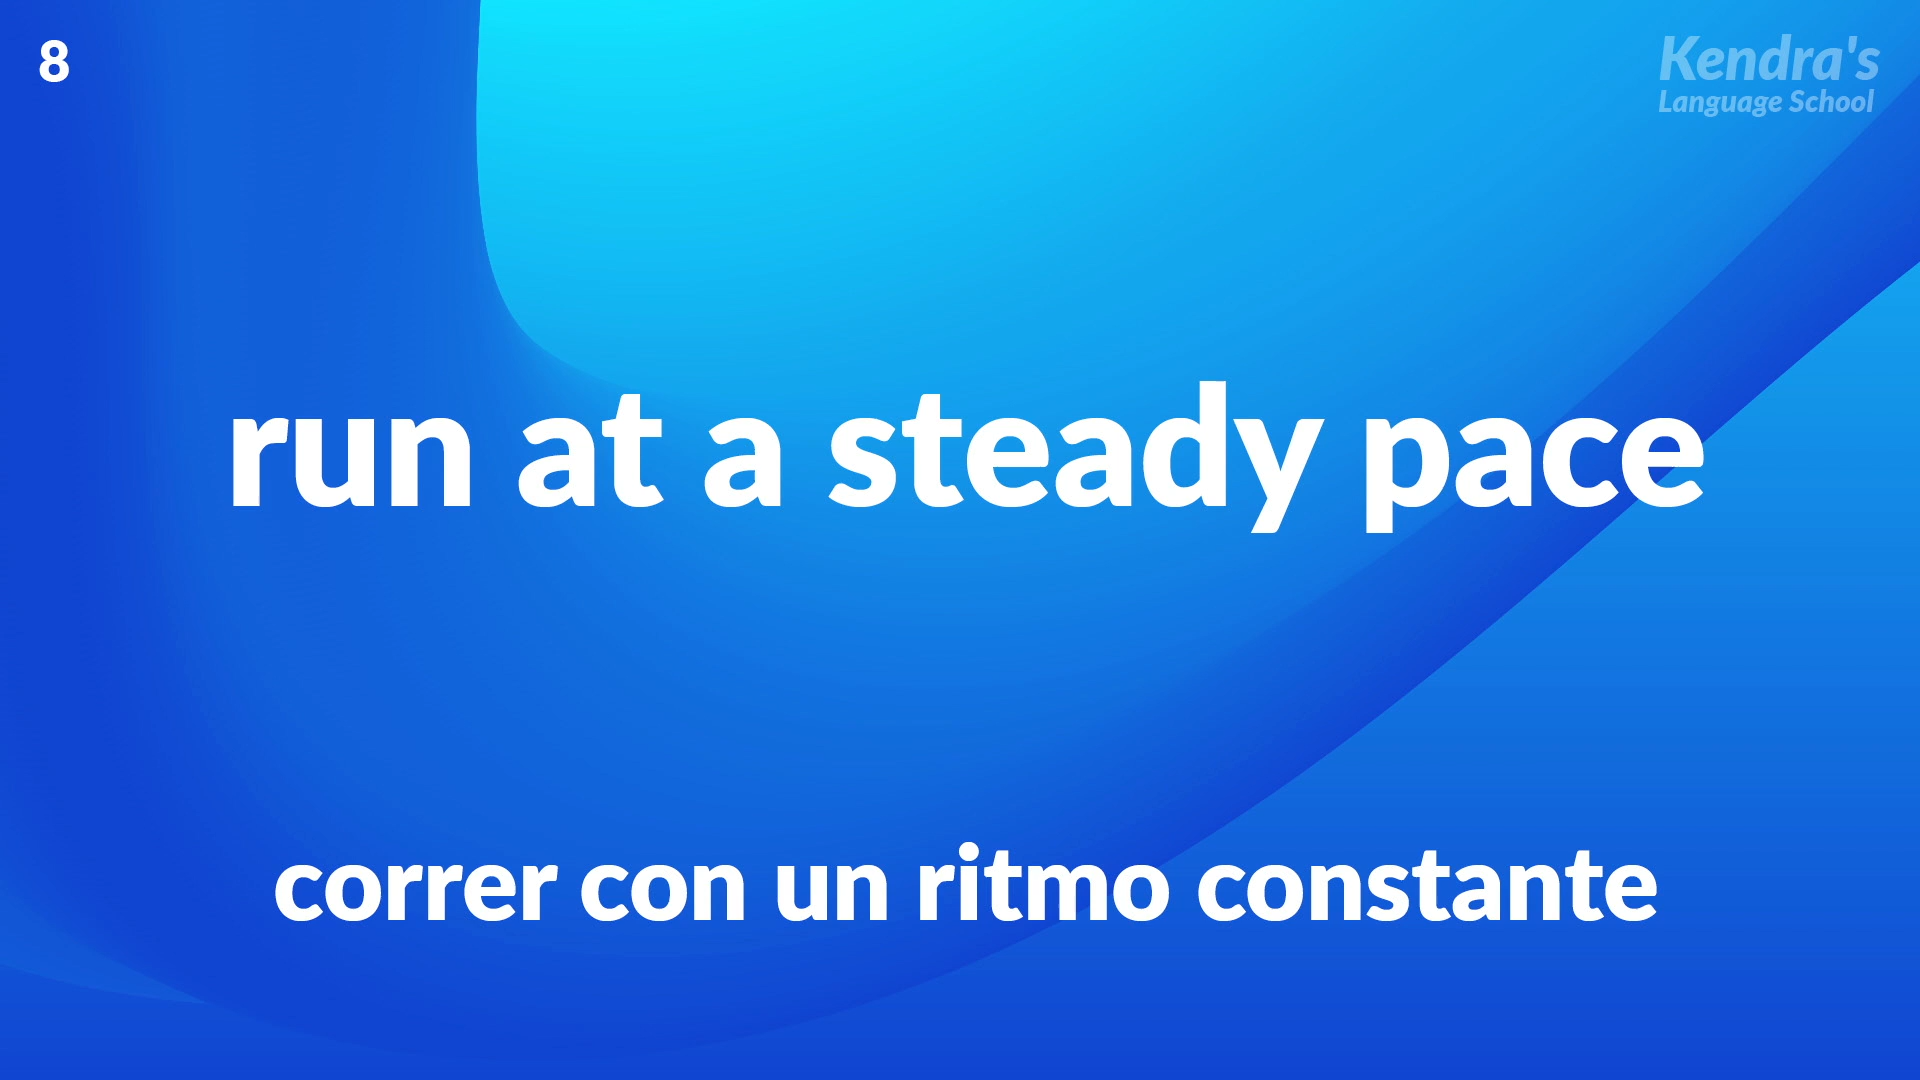 8
Kendra's
Language School
run at a steady pace
correr con un ritmo constante